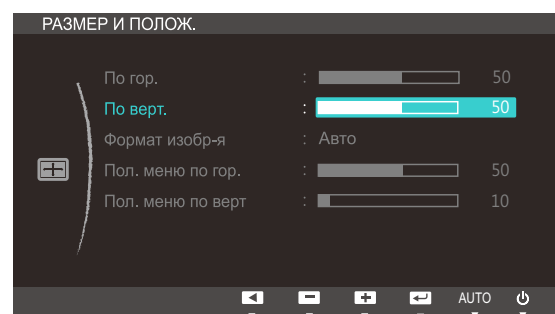 РАЗМЕР И ПОЛОЖ.
По гор. : 50
По верт. : 50
Формат изобр-я : Авто
Пол. меню по гор. : 50
Пол. меню по верт : 10
AUTO